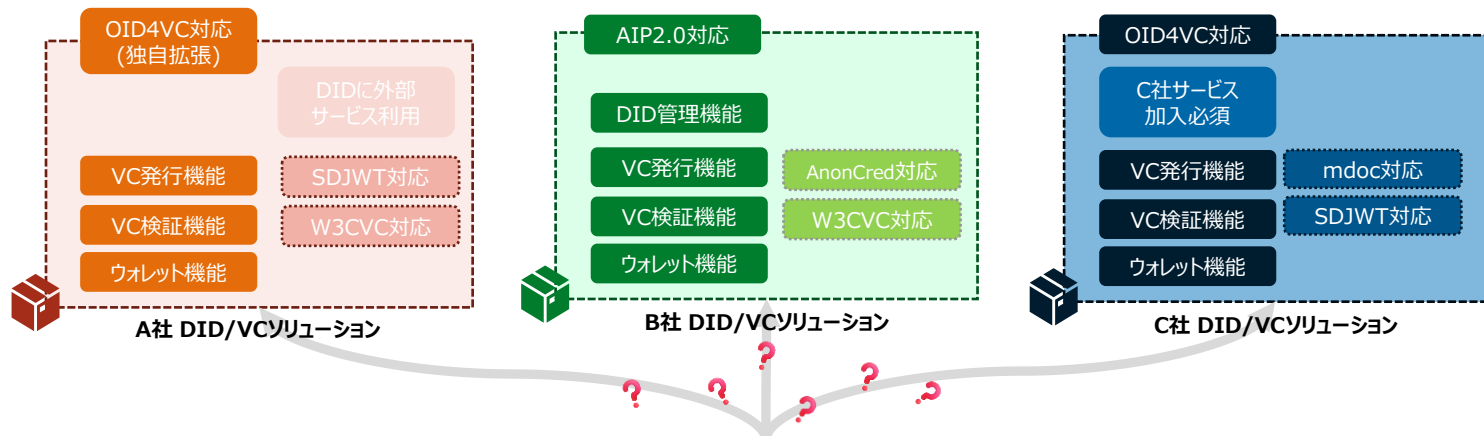 OID4VC対応
(独自拡張)
DIDに外部
サービス利用
VC発行機能
SDJWT対応
VC検証機能
W3CVC対応
ウォレット機能
A社 DID/VCソリューション
AIP2.0対応
DID管理機能
VC発行機能
AnonCred対応
VC検証機能
W3CVC対応
ウォレット機能
B社 DID/VCソリューション
OID4VC対応
C社サービス
加入必須
VC発行機能
mdoc対応
VC検証機能
SDJWT対応
ウォレット機能
C社 DID/VCソリューション
?
?
?
?
?
?